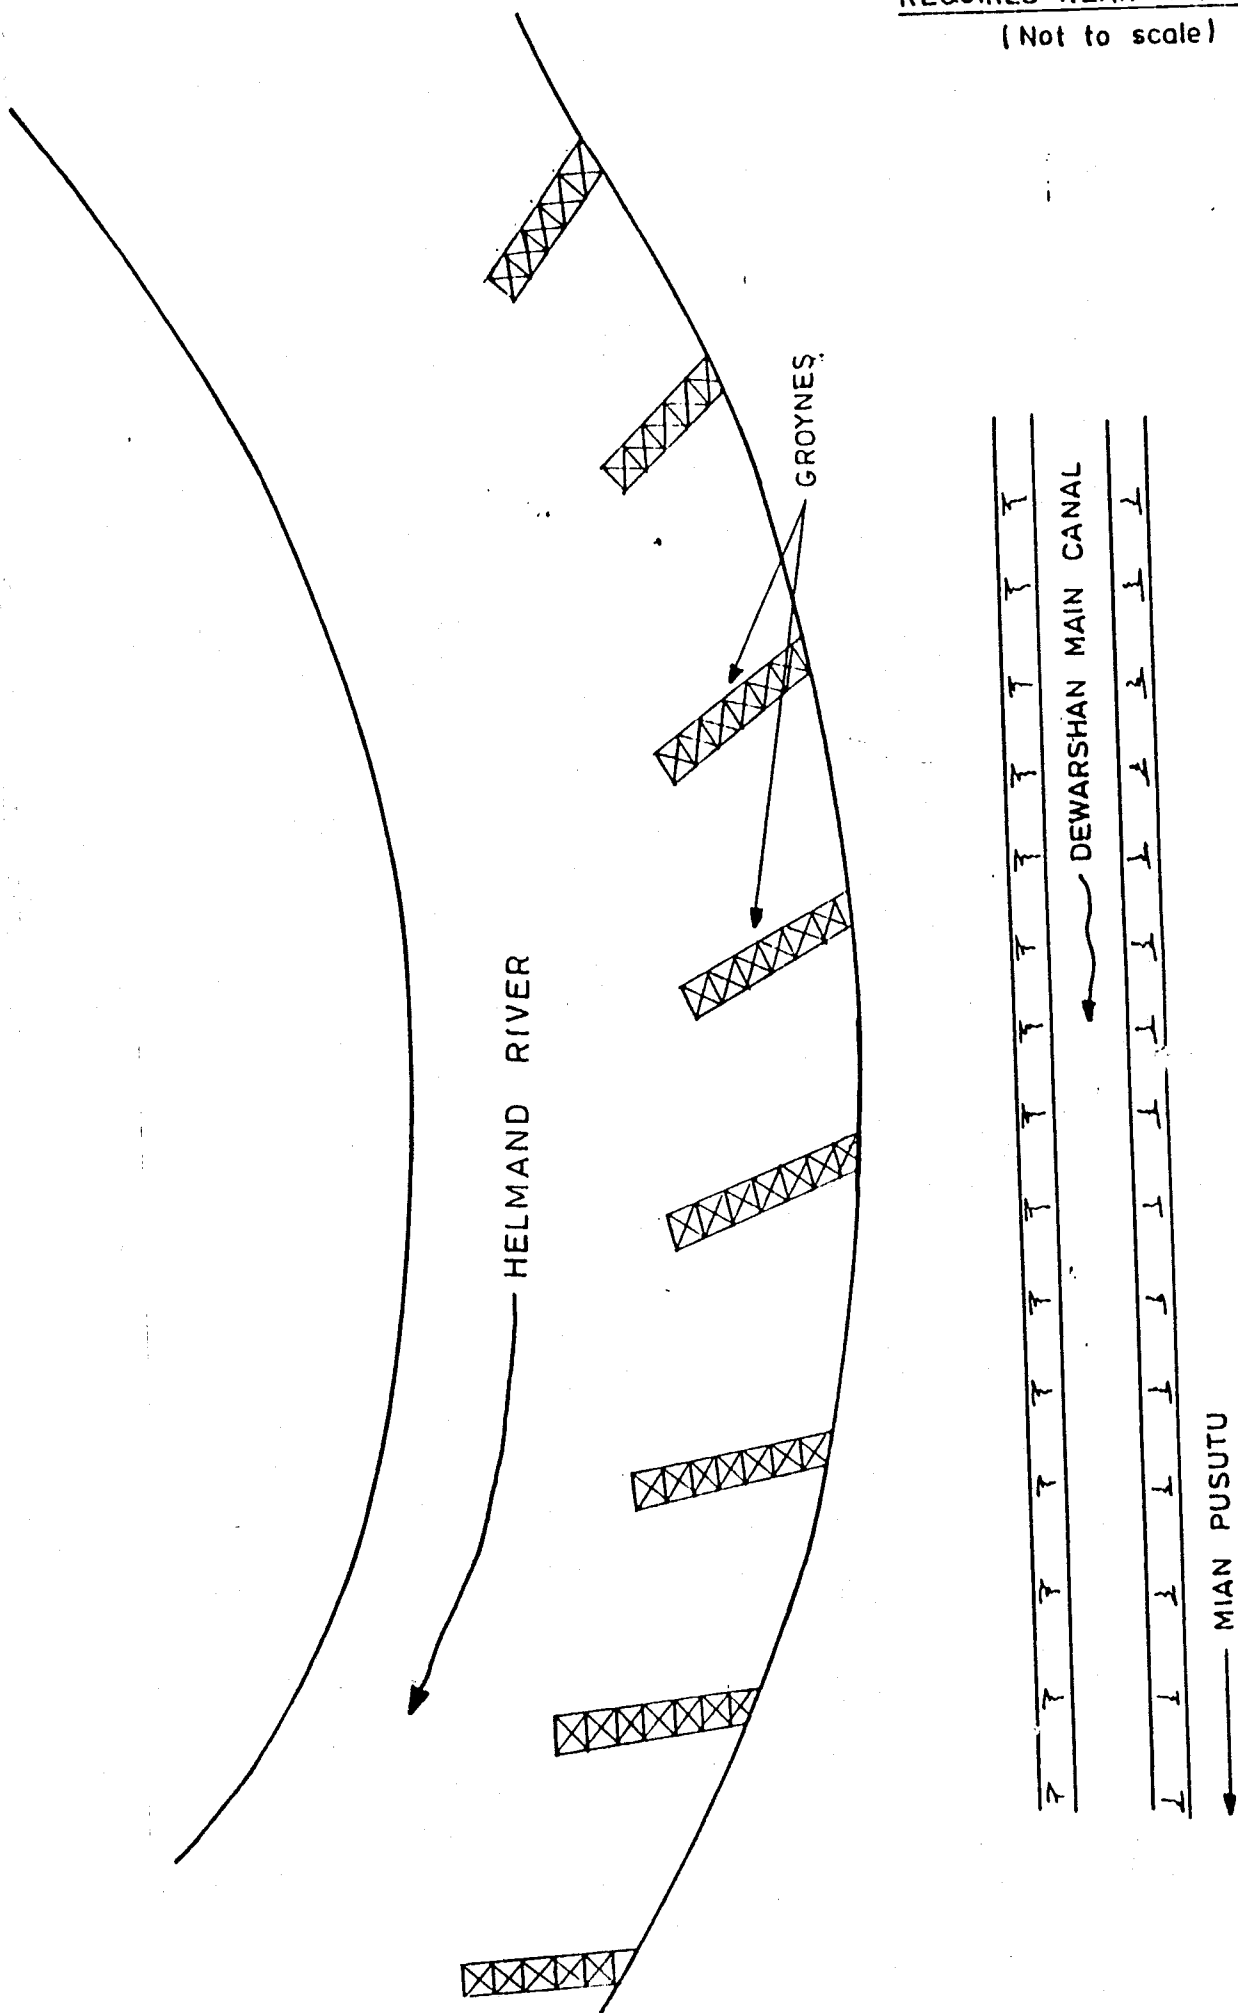 (Not to scale)
GROYNES.
DEWARSHAN MAIN CANAL
HELMAND RIVER
MIAN PUSUTU